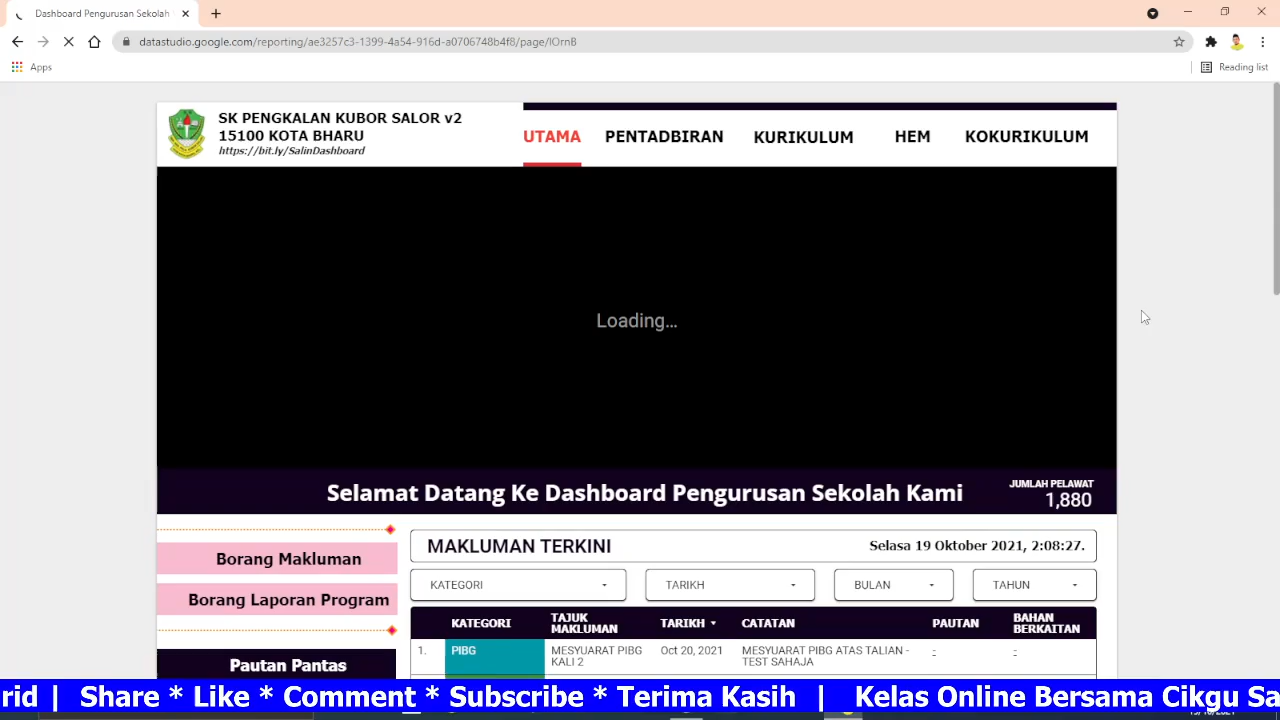 Dashboard Pengurusan Sekolah
datastudio.google.com/reporting/ae3257c3-1399-4a54-916d-a0706748b4f8/page/IOrnB
Apps
Reading list
SK PENGKALAN KUBOR SALOR v2
15100 KOTA BHARU
https://bit.ly/SalinDashboard
UTAMA PENTADBIRAN KURIKULUM HEM KOKURIKULUM
Loading...
Selamat Datang Ke Dashboard Pengurusan Sekolah Kami
JUMLAH PELAWAT
1,880
Borang Makluman
Borang Laporan Program
Pautan Pantas
MAKLUMAN TERKINI
Selasa 19 Oktober 2021, 2:08:27.
KATEGORI TARIKH BULAN TAHUN
KATEGORI TAJUK MAKLUMAN TARIKH CATATAN PAUTAN BAHAN BERKAITAN
1. PIBG MESYUARAT PIBG KALI 2 Oct 20, 2021 MESYUARAT PIBG ATAS TALIAN - TEST SAHAJA - -
rid | Share * Like * Comment * Subscribe * Terima Kasih | Kelas Online Bersama Cikgu Sa